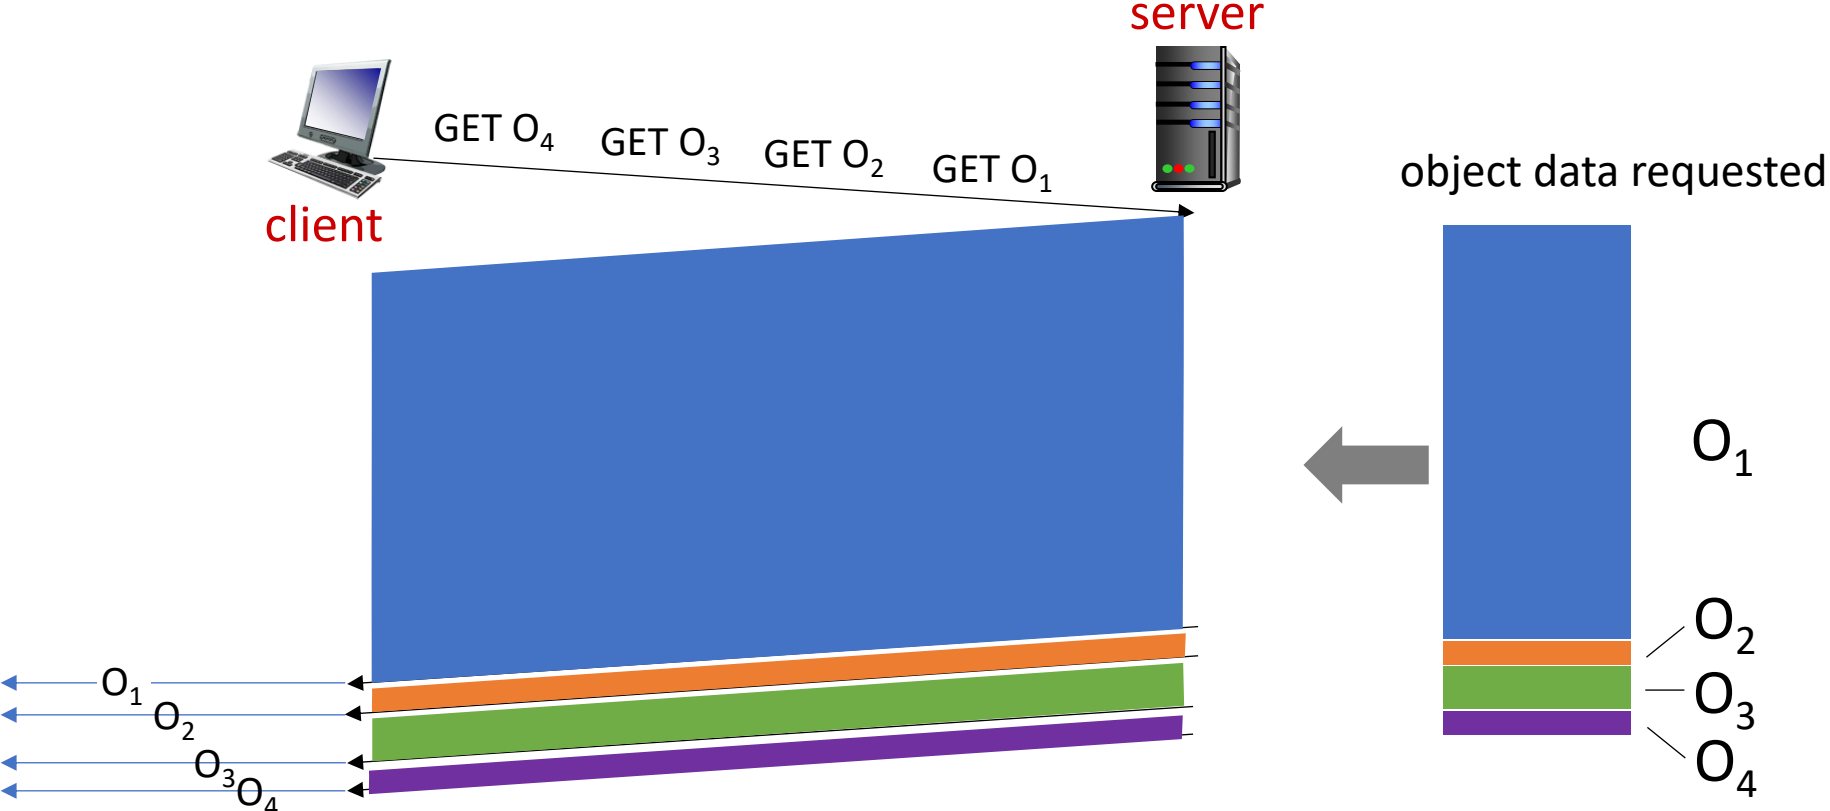 server
GET O₄
GET O₃
GET O₂
GET O₁
object data requested
client
O₁
O₂
O₃
O₄
O₁
O₂
O₃
O₄